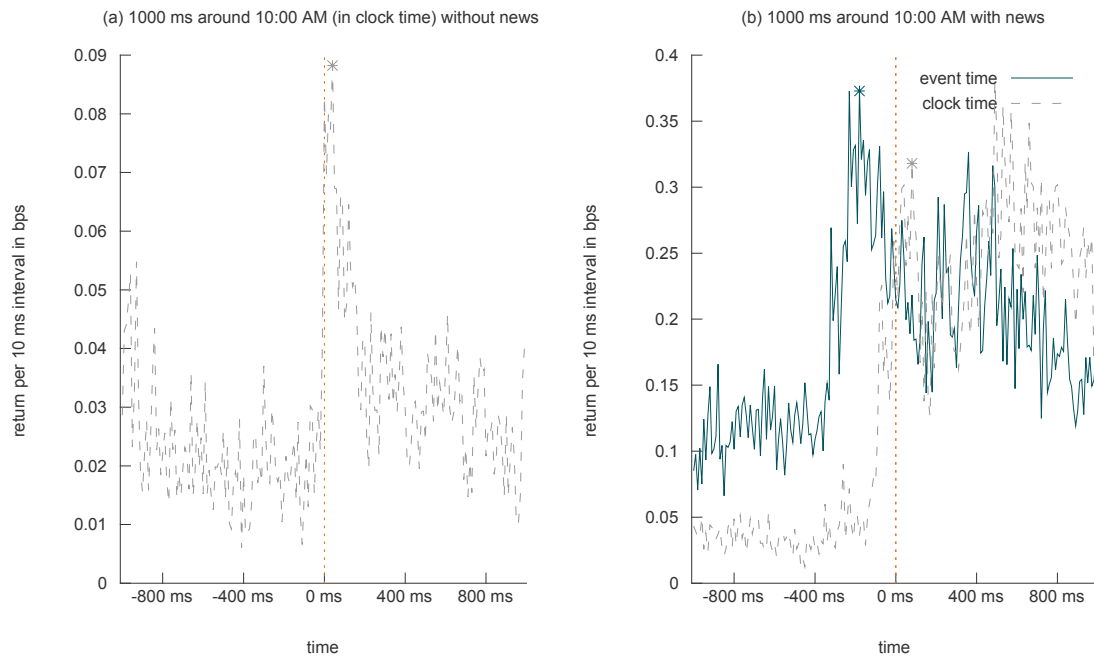 (a) 1000 ms around 10:00 AM (in clock time) without news
0.09
0.08
0.07
0.06
0.05
0.04
0.03
0.02
0.01
0
return per 10 ms interval in bps
-800 ms -400 ms 0 ms 400 ms 800 ms
time
(b) 1000 ms around 10:00 AM with news
event time
clock time
0.4
0.35
0.3
0.25
0.2
0.15
0.1
0.05
0
return per 10 ms interval in bps
-800 ms -400 ms 0 ms 400 ms 800 ms
time